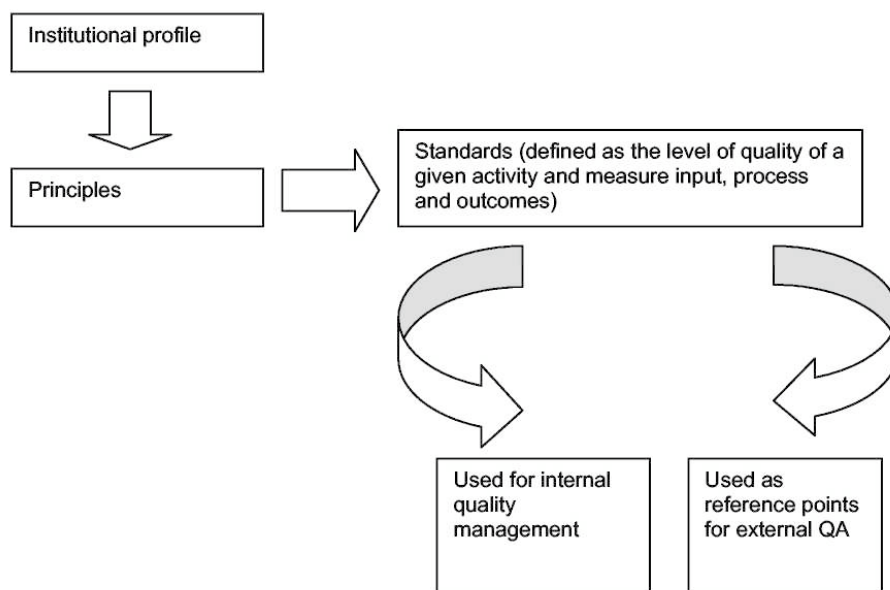 Institutional profile
Principles
Standards (defined as the level of quality of a
given activity and measure input, process
and outcomes)
Used for internal
quality
management
Used as
reference points
for external QA